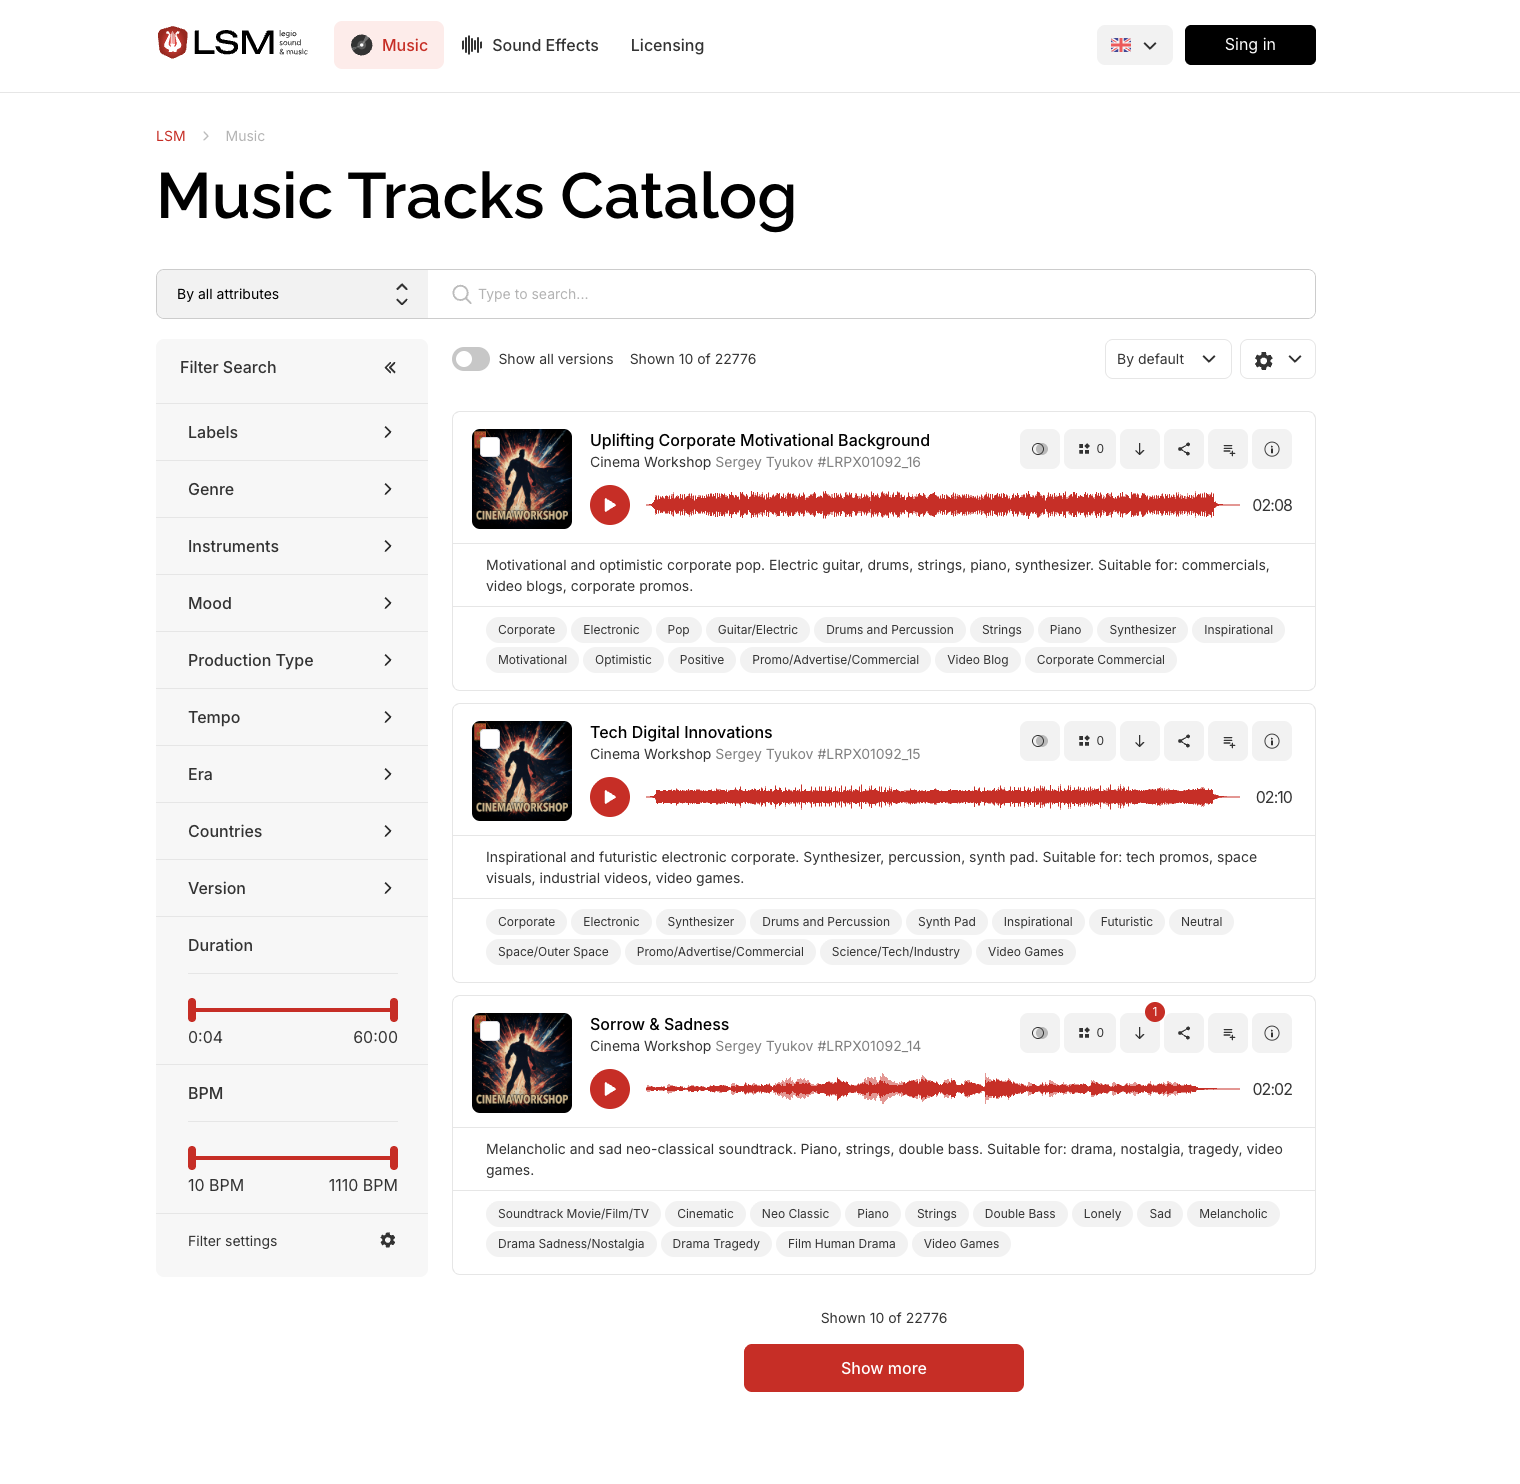 LSM legio sound & music
Music
Sound Effects
Licensing
Sing in
LSM
Music
Music Tracks Catalog
By all attributes
Type to search...
Filter Search
Labels
Genre
Instruments
Mood
Production Type
Tempo
Era
Countries
Version
Duration
0:04
60:00
BPM
10 BPM
1110 BPM
Filter settings
Show all versions
Shown 10 of 22776
By default
CINEMA WORKSHOP
Uplifting Corporate Motivational Background
Cinema Workshop Sergey Tyukov #LRPX01092_16
0
02:08
Motivational and optimistic corporate pop. Electric guitar, drums, strings, piano, synthesizer. Suitable for: commercials,
video blogs, corporate promos.
Corporate Electronic Pop Guitar/Electric Drums and Percussion Strings Piano Synthesizer Inspirational
Motivational Optimistic Positive Promo/Advertise/Commercial Video Blog Corporate Commercial
CINEMA WORKSHOP
Tech Digital Innovations
Cinema Workshop Sergey Tyukov #LRPX01092_15
0
02:10
Inspirational and futuristic electronic corporate. Synthesizer, percussion, synth pad. Suitable for: tech promos, space
visuals, industrial videos, video games.
Corporate Electronic Synthesizer Drums and Percussion Synth Pad Inspirational Futuristic Neutral
Space/Outer Space Promo/Advertise/Commercial Science/Tech/Industry Video Games
CINEMA WORKSHOP
Sorrow & Sadness
Cinema Workshop Sergey Tyukov #LRPX01092_14
0
1
02:02
Melancholic and sad neo-classical soundtrack. Piano, strings, double bass. Suitable for: drama, nostalgia, tragedy, video
games.
Soundtrack Movie/Film/TV Cinematic Neo Classic Piano Strings Double Bass Lonely Sad Melancholic
Drama Sadness/Nostalgia Drama Tragedy Film Human Drama Video Games
Shown 10 of 22776
Show more